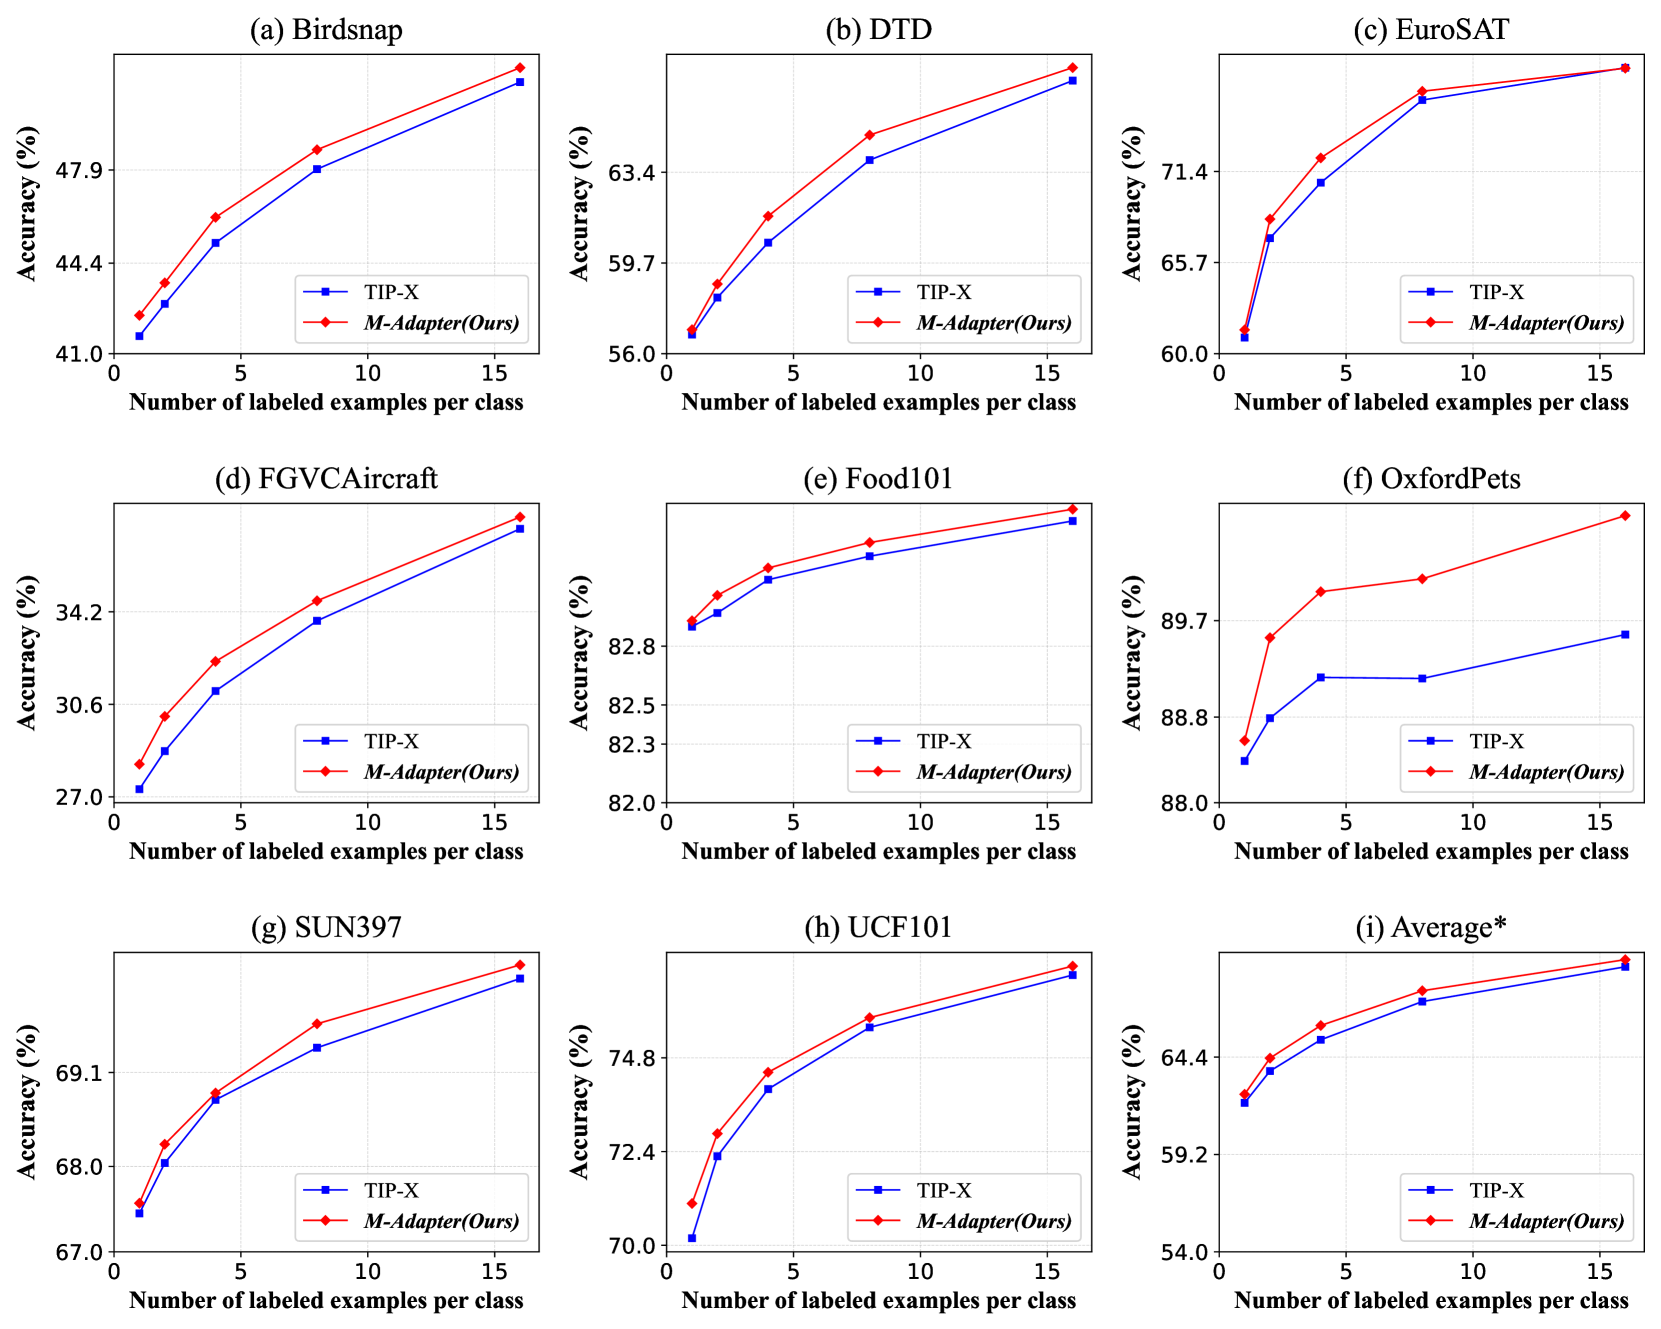 (a) Birdsnap
Accuracy (%)
47.9
44.4
41.0
0 5 10 15
TIP-X
M-Adapter(Ours)
Number of labeled examples per class
(b) DTD
Accuracy (%)
63.4
59.7
56.0
0 5 10 15
TIP-X
M-Adapter(Ours)
Number of labeled examples per class
(c) EuroSAT
Accuracy (%)
71.4
65.7
60.0
0 5 10 15
TIP-X
M-Adapter(Ours)
Number of labeled examples per class
(d) FGVCAircraft
Accuracy (%)
34.2
30.6
27.0
0 5 10 15
TIP-X
M-Adapter(Ours)
Number of labeled examples per class
(e) Food101
Accuracy (%)
82.8
82.5
82.3
82.0
0 5 10 15
TIP-X
M-Adapter(Ours)
Number of labeled examples per class
(f) OxfordPets
Accuracy (%)
89.7
88.8
88.0
0 5 10 15
TIP-X
M-Adapter(Ours)
Number of labeled examples per class
(g) SUN397
Accuracy (%)
69.1
68.0
67.0
0 5 10 15
TIP-X
M-Adapter(Ours)
Number of labeled examples per class
(h) UCF101
Accuracy (%)
74.8
72.4
70.0
0 5 10 15
TIP-X
M-Adapter(Ours)
Number of labeled examples per class
(i) Average*
Accuracy (%)
64.4
59.2
54.0
0 5 10 15
TIP-X
M-Adapter(Ours)
Number of labeled examples per class